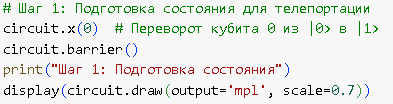 # Шаг 1: Подготовка состояния для телепортации
circuit.x(0)  # Переворот кубита 0 из |0> в |1>
circuit.barrier()
print("Шаг 1: Подготовка состояния")
display(circuit.draw(output='mpl', scale=0.7))